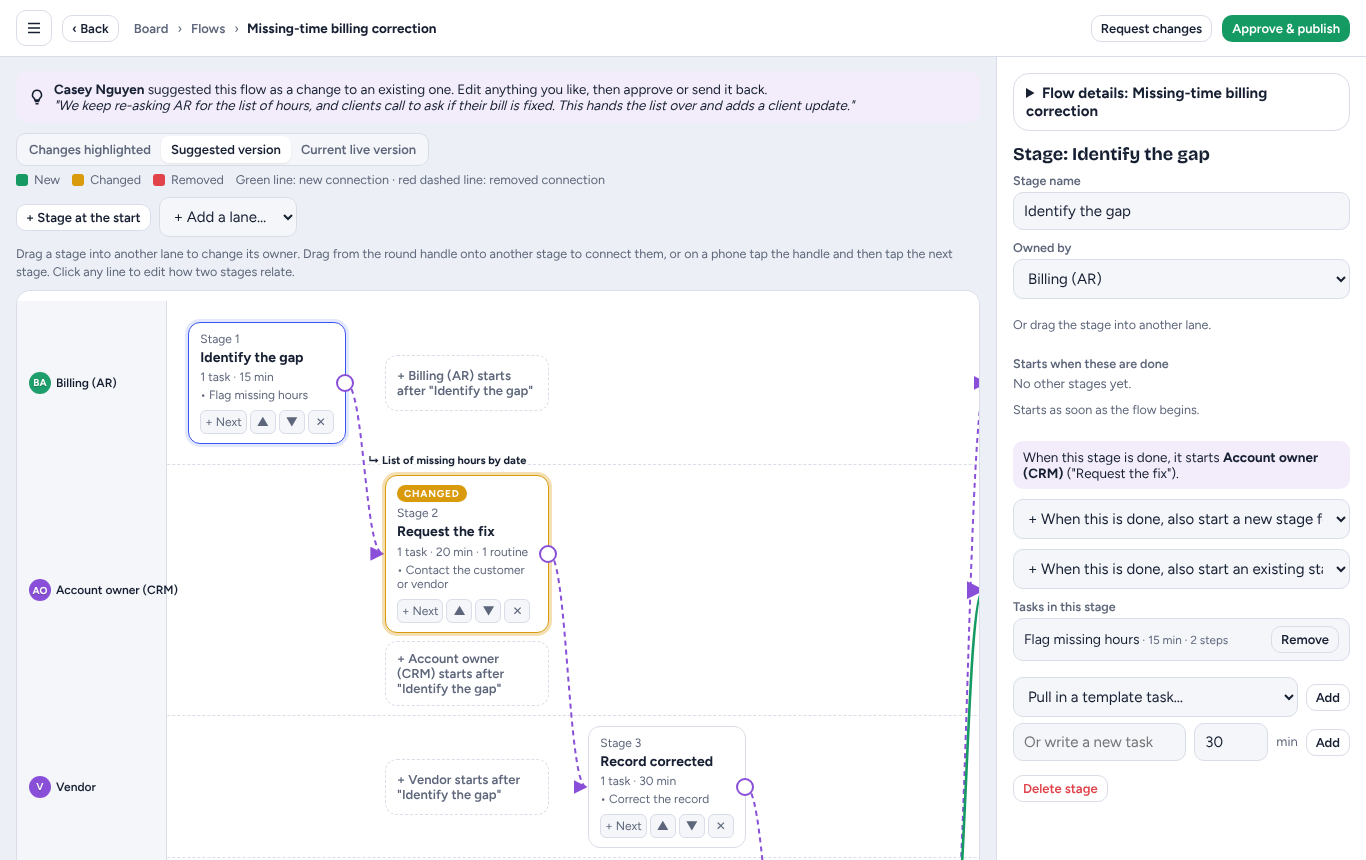 ‹ Back
Board › Flows › Missing-time billing correction
Request changes
Approve & publish
Casey Nguyen suggested this flow as a change to an existing one. Edit anything you like, then approve or send it back.
"We keep re-asking AR for the list of hours, and clients call to ask if their bill is fixed. This hands the list over and adds a client update."
Changes highlighted
Suggested version
Current live version
New
Changed
Removed
Green line: new connection · red dashed line: removed connection
+ Stage at the start
+ Add a lane...
Drag a stage into another lane to change its owner. Drag from the round handle onto another stage to connect them, or on a phone tap the handle and then tap the next
stage. Click any line to edit how two stages relate.
BA
Billing (AR)
Stage 1
Identify the gap
1 task · 15 min
• Flag missing hours
+ Next
▲
▼
✕
+ Billing (AR) starts
after "Identify the gap"
↪ List of missing hours by date
AO
Account owner (CRM)
CHANGED
Stage 2
Request the fix
1 task · 20 min · 1 routine
• Contact the customer
or vendor
+ Next
▲
▼
✕
+ Account owner
(CRM) starts after
"Identify the gap"
V
Vendor
+ Vendor starts after
"Identify the gap"
Stage 3
Record corrected
1 task · 30 min
• Correct the record
+ Next
▲
▼
✕
▶ Flow details: Missing-time billing
correction
Stage: Identify the gap
Stage name
Identify the gap
Owned by
Billing (AR)
Or drag the stage into another lane.
Starts when these are done
No other stages yet.
Starts as soon as the flow begins.
When this stage is done, it starts Account owner
(CRM) ("Request the fix").
+ When this is done, also start a new stage f
+ When this is done, also start an existing sta
Tasks in this stage
Flag missing hours · 15 min · 2 steps
Remove
Pull in a template task...
Add
Or write a new task
30
min
Add
Delete stage